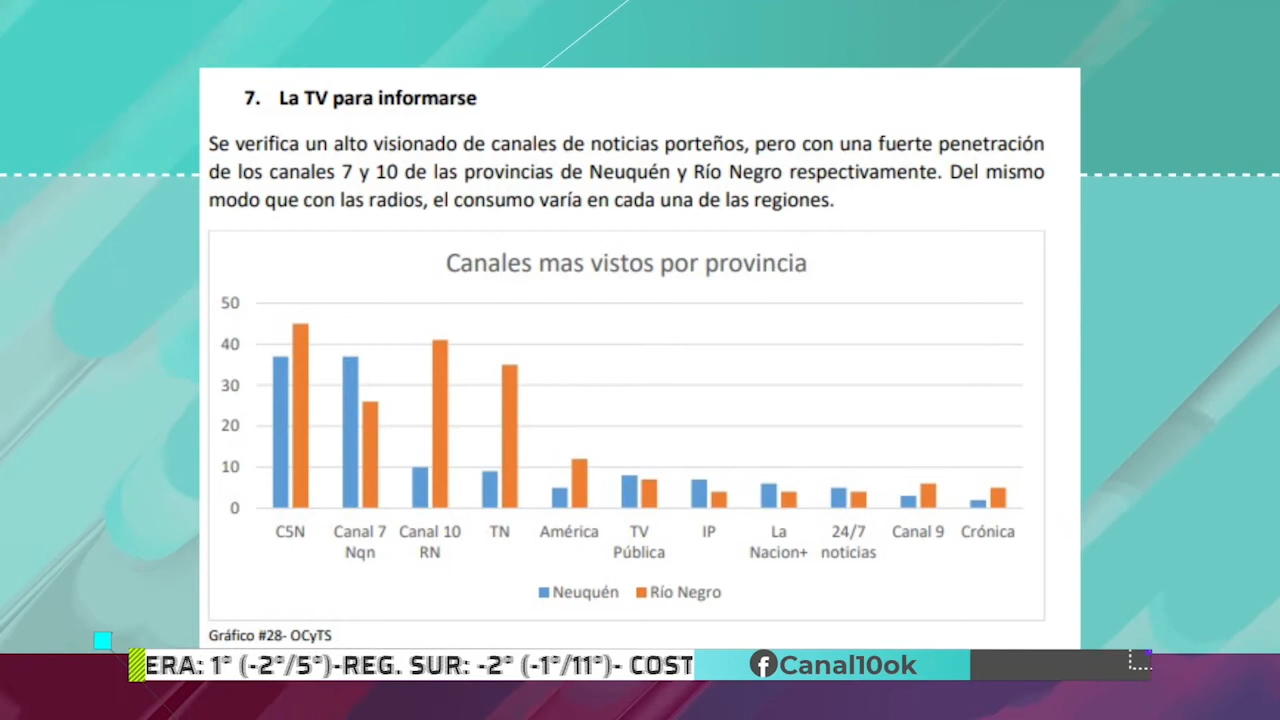 7. La TV para informarse
Se verifica un alto visionado de canales de noticias porteños, pero con una fuerte penetración
de los canales 7 y 10 de las provincias de Neuquén y Río Negro respectivamente. Del mismo
modo que con las radios, el consumo varía en cada una de las regiones.
Canales mas vistos por provincia
50
40
30
20
10
0
C5N
Canal 7
Nqn
Canal 10
RN
TN
América
TV
Pública
IP
La
Nacion+
24/7
noticias
Canal 9
Crónica
Neuquén
Río Negro
Gráfico #28- OCyTS
ERA: 1° (-2°/5°)-REG. SUR: -2° (-1°/11°)- COST
Canal10ok